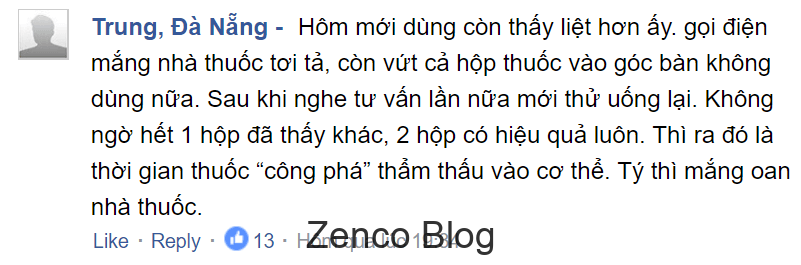 Trung, Đà Nẵng - Hôm mới dùng còn thấy liệt hơn ấy. gọi điện
mắng nhà thuốc tơi tả, còn vứt cả hộp thuốc vào góc bàn không
dùng nữa. Sau khi nghe tư vấn lần nữa mới thử uống lại. Không
ngờ hết 1 hộp đã thấy khác, 2 hộp có hiệu quả luôn. Thì ra đó là
thời gian thuốc “công phá” thẩm thấu vào cơ thể. Tý thì mắng oan
nhà thuốc.
Like · Reply · 13 · Hôm qua lúc
Zenco Blog